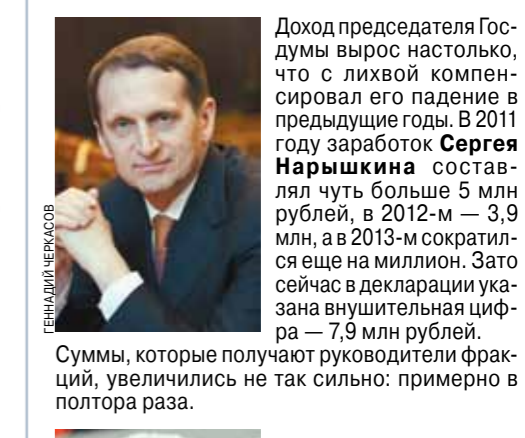 Доход председателя Гос-
думы вырос настолько,
что с лихвой компен-
сировал его падение в
предыдущие годы. В 2011
году заработок Сергея
Нарышкина состав-
лял чуть больше 5 млн
рублей, в 2012-м — 3,9
млн, а в 2013-м сократил-
ся еще на миллион. Зато
сейчас в декларации ука-
зана внушительная циф-
ра — 7,9 млн рублей.
Суммы, которые получают руководители фрак-
ций, увеличились не так сильно: примерно в
полтора раза.
ГЕННАДИЙ ЧЕРКАСОВ